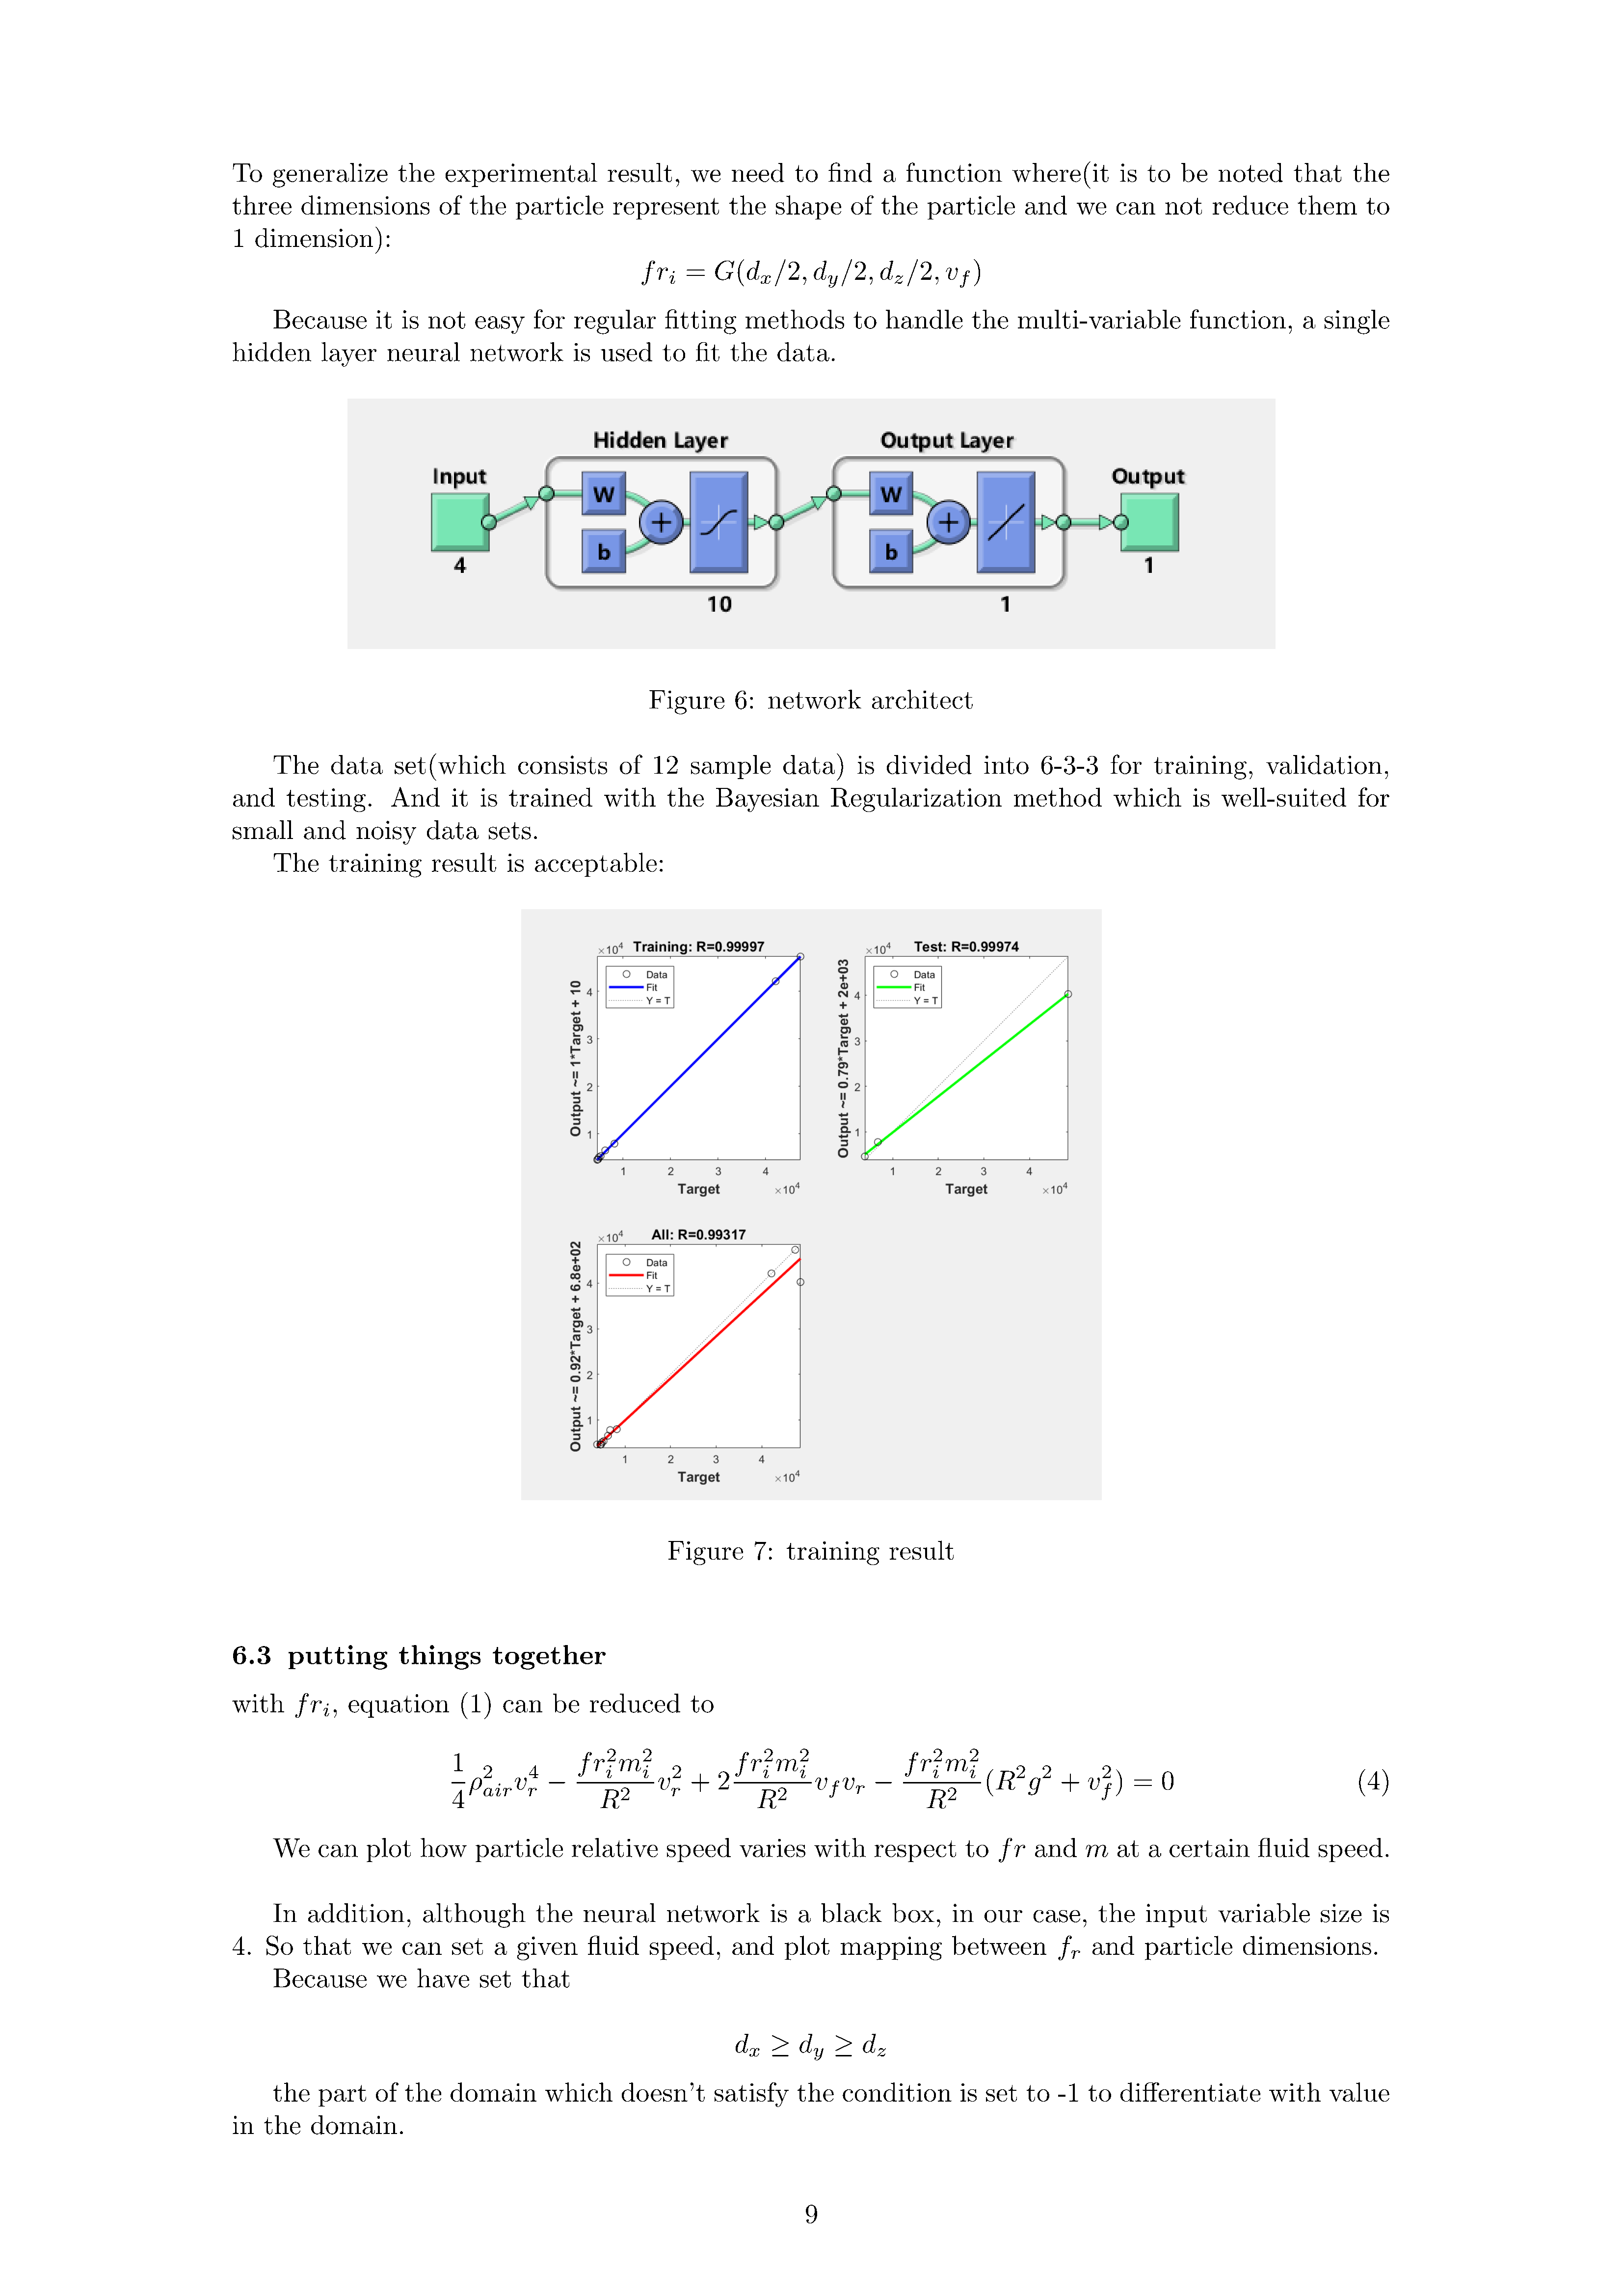 To generalize the experimental result, we need to find a function where(it is to be noted that the
three dimensions of the particle represent the shape of the particle and we can not reduce them to
1 dimension):
fr_i = G(d_x/2, d_y/2, d_z/2, v_f)
Because it is not easy for regular fitting methods to handle the multi-variable function, a single
hidden layer neural network is used to fit the data.
Hidden Layer
Output Layer
Input
Output
W
W
b
b
4
1
10
1
Figure 6: network architect
The data set(which consists of 12 sample data) is divided into 6-3-3 for training, validation,
and testing. And it is trained with the Bayesian Regularization method which is well-suited for
small and noisy data sets.
The training result is acceptable:
×10^4 Training: R=0.99997
Output ~= 1*Target + 10
Data
Fit
Y = T
4
3
2
1
1 2 3 4
Target ×10^4
×10^4 Test: R=0.99974
Output ~= 0.79*Target + 2e+03
Data
Fit
Y = T
4
3
2
1
1 2 3 4
Target ×10^4
×10^4 All: R=0.99317
Output ~= 0.92*Target + 6.8e+02
Data
Fit
Y = T
4
3
2
1
1 2 3 4
Target ×10^4
Figure 7: training result
6.3 putting things together
with fr_i, equation (1) can be reduced to
\frac{1}{4}ρ_{air}^2 v_r^4 − \frac{fr_i^2 m_i^2}{R^2} v_r^2 + 2\frac{fr_i^2 m_i^2}{R^2} v_f v_r − \frac{fr_i^2 m_i^2}{R^2}(R^2 g^2 + v_f^2) = 0 (4)
We can plot how particle relative speed varies with respect to fr and m at a certain fluid speed.
In addition, although the neural network is a black box, in our case, the input variable size is
4. So that we can set a given fluid speed, and plot mapping between f_r and particle dimensions.
Because we have set that
d_x ≥ d_y ≥ d_z
the part of the domain which doesn't satisfy the condition is set to -1 to differentiate with value
in the domain.
9